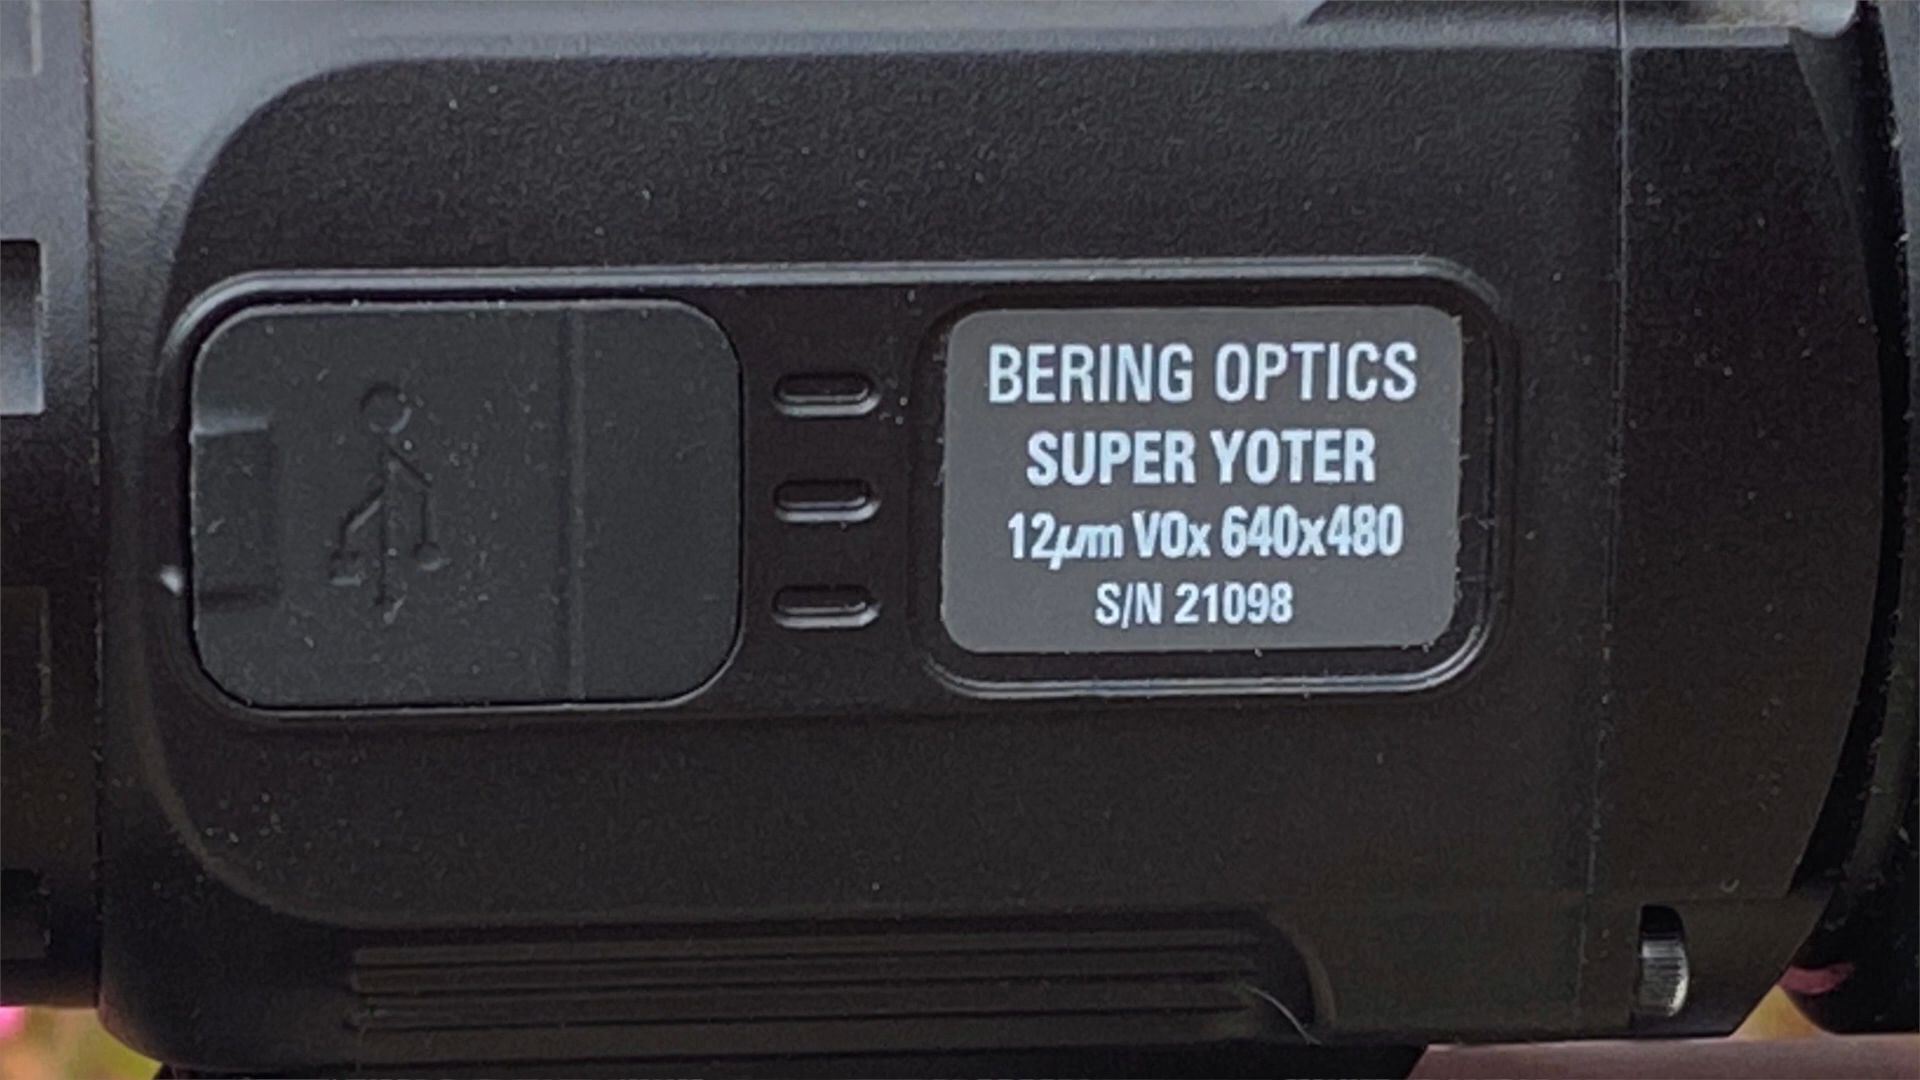 BERING OPTICS
SUPER YOTER
12μm VOx 640x480
S/N 21098